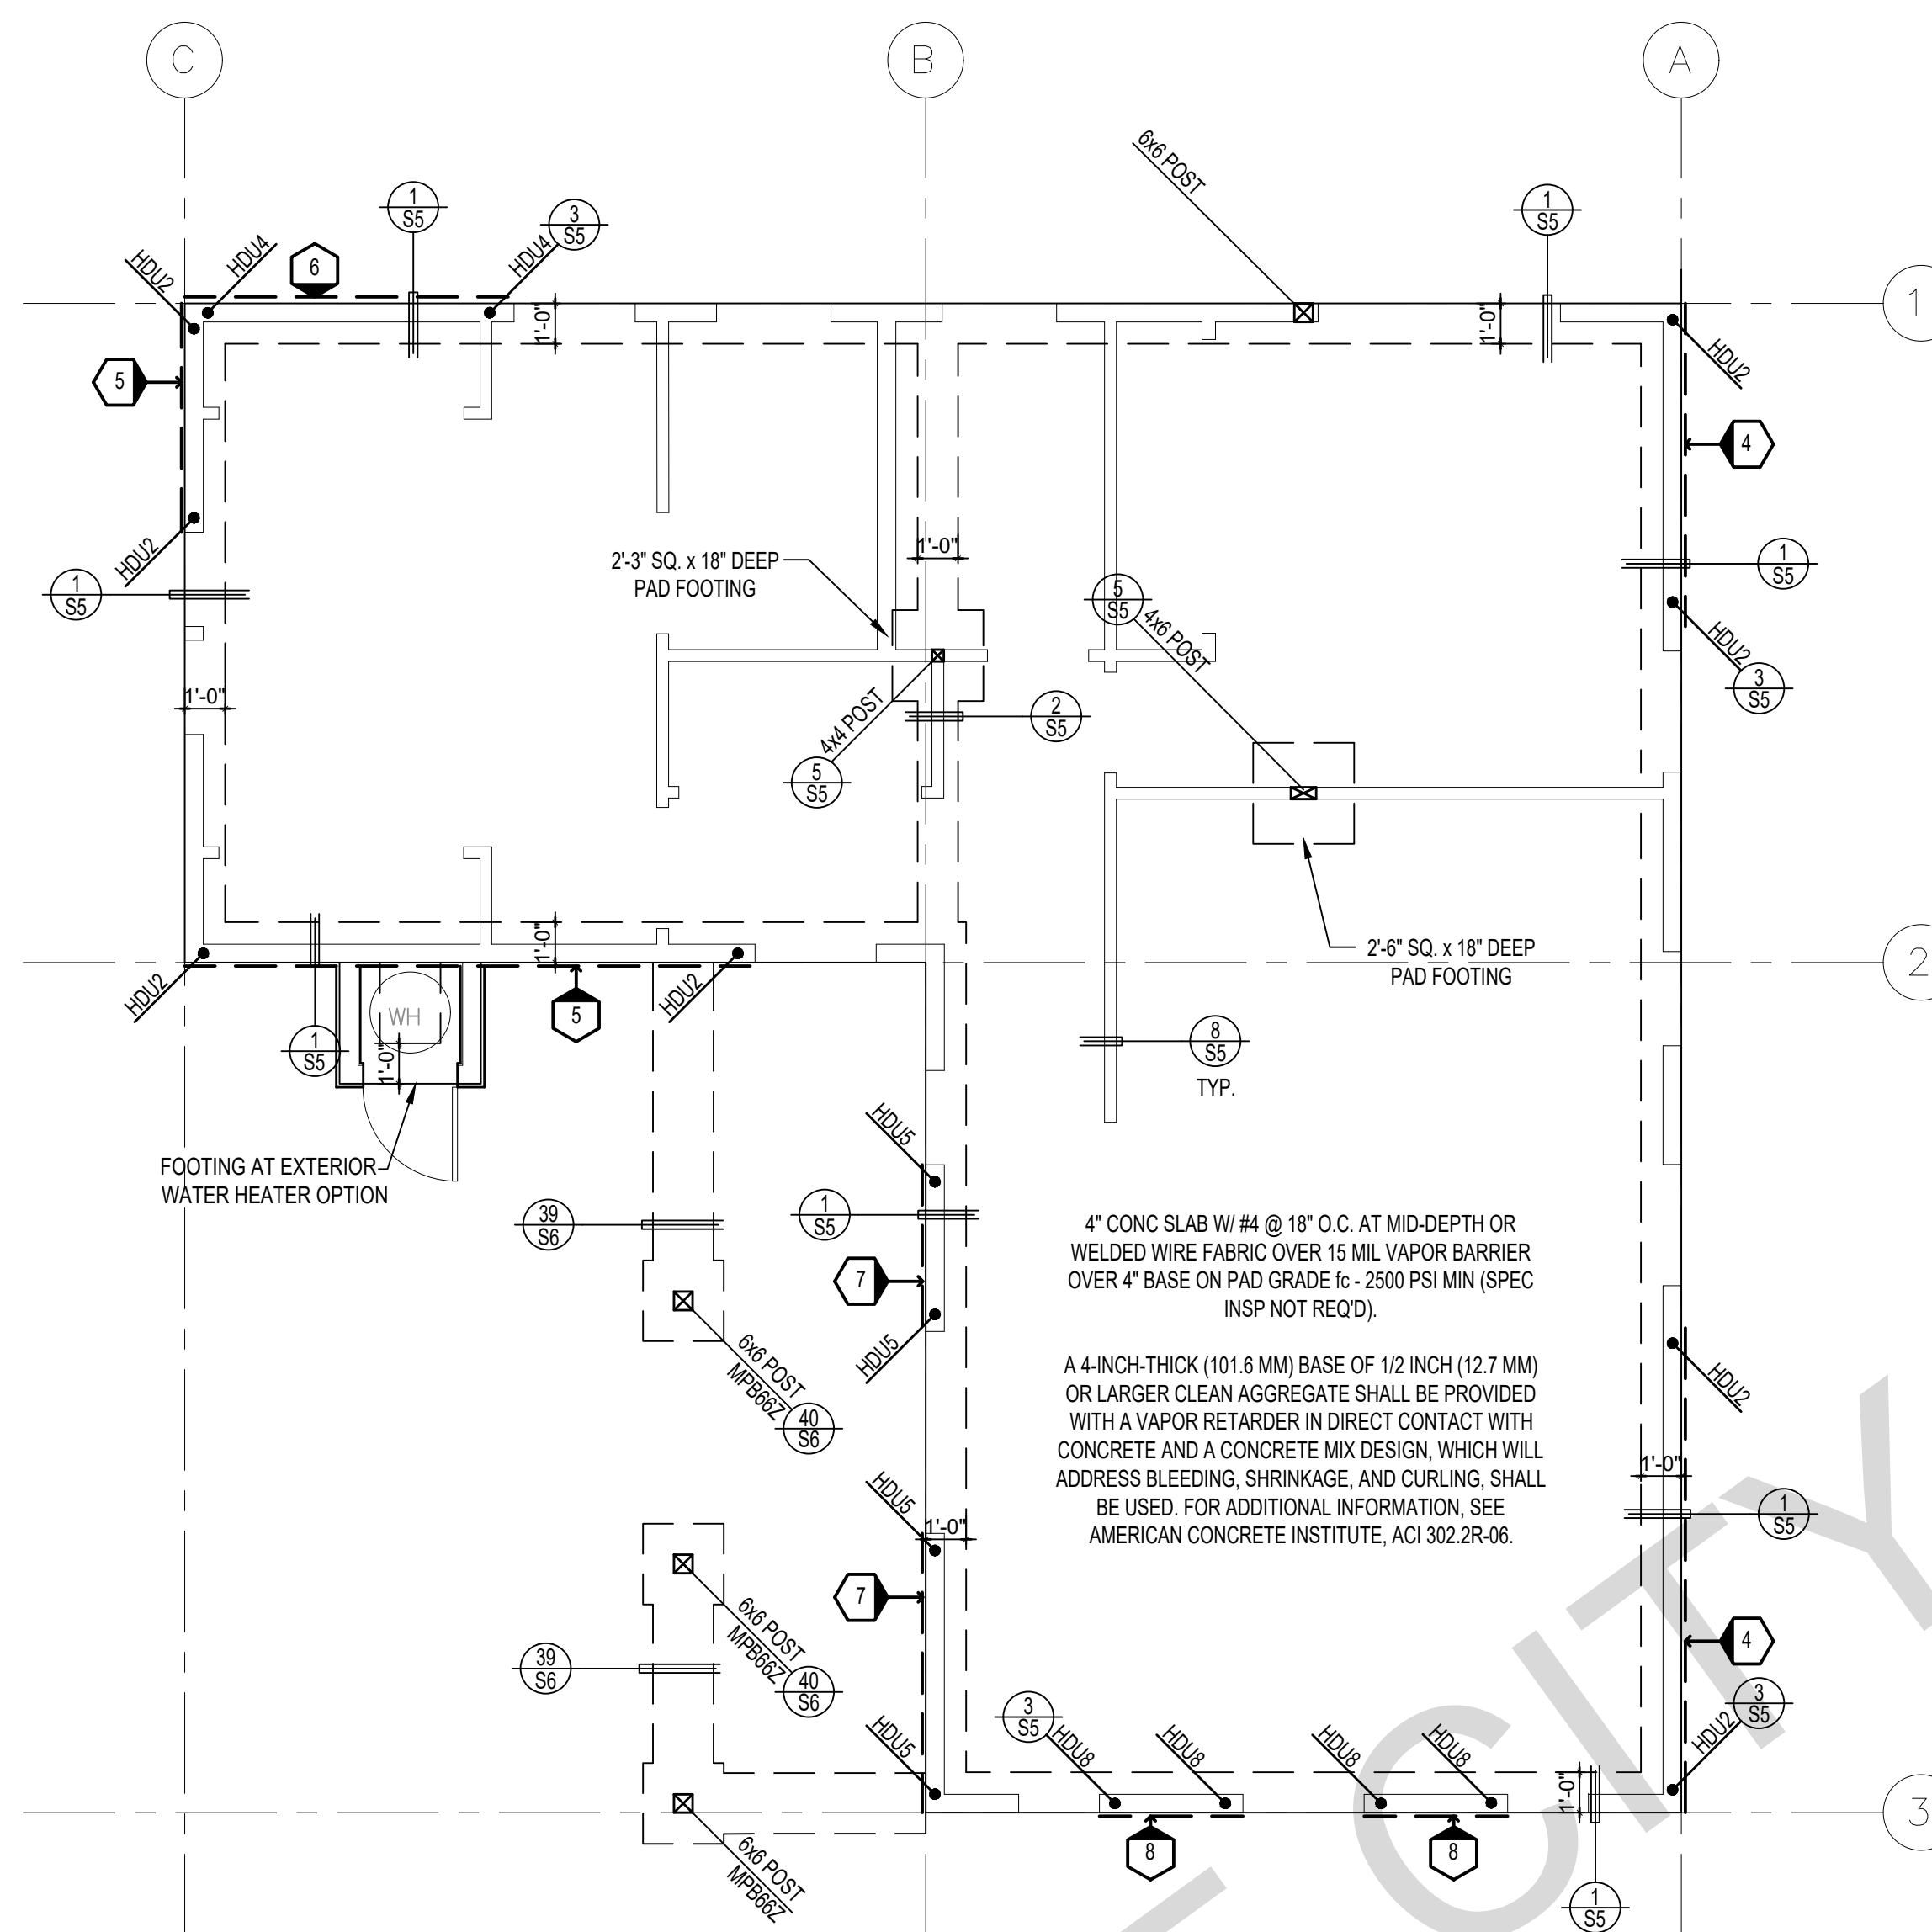 C
B
A
6x6 POST
1
S5
3
S5
1
S5
HDU2
HDU4
6
HDU4
1'-0"
1'-0"
1
5
HDU2
4
HDU2
1
S5
2'-3" SQ. x 18" DEEP
PAD FOOTING
1'-0"
5
S5
4x6 POST
1
S5
HDU2
3
S5
1'-0"
4x4 POST
5
S5
2
S5
2'-6" SQ. x 18" DEEP
PAD FOOTING
1'-0"
2
HDU2
WH
1'-0"
5
HDU2
1
S5
8
S5
TYP.
FOOTING AT EXTERIOR
WATER HEATER OPTION
HDU5
39
S6
1
S5
7
HDU5
4" CONC SLAB W/ #4 @ 18" O.C. AT MID-DEPTH OR
WELDED WIRE FABRIC OVER 15 MIL VAPOR BARRIER
OVER 4" BASE ON PAD GRADE fc - 2500 PSI MIN (SPEC
INSP NOT REQ'D).
6x6 POST
MPB66Z
40
S6
HDU2
A 4-INCH-THICK (101.6 MM) BASE OF 1/2 INCH (12.7 MM)
OR LARGER CLEAN AGGREGATE SHALL BE PROVIDED
WITH A VAPOR RETARDER IN DIRECT CONTACT WITH
CONCRETE AND A CONCRETE MIX DESIGN, WHICH WILL
ADDRESS BLEEDING, SHRINKAGE, AND CURLING, SHALL
BE USED. FOR ADDITIONAL INFORMATION, SEE
AMERICAN CONCRETE INSTITUTE, ACI 302.2R-06.
1'-0"
1
S5
HDU5
1'-0"
7
6x6 POST
MPB66Z
40
S6
39
S6
4
3
S5
HDU2
HDU5
3
S5
HDU8
HDU8
HDU8
HDU8
1'-0"
3
6x6 POST
MPB66Z
8
8
1
S5
CITY